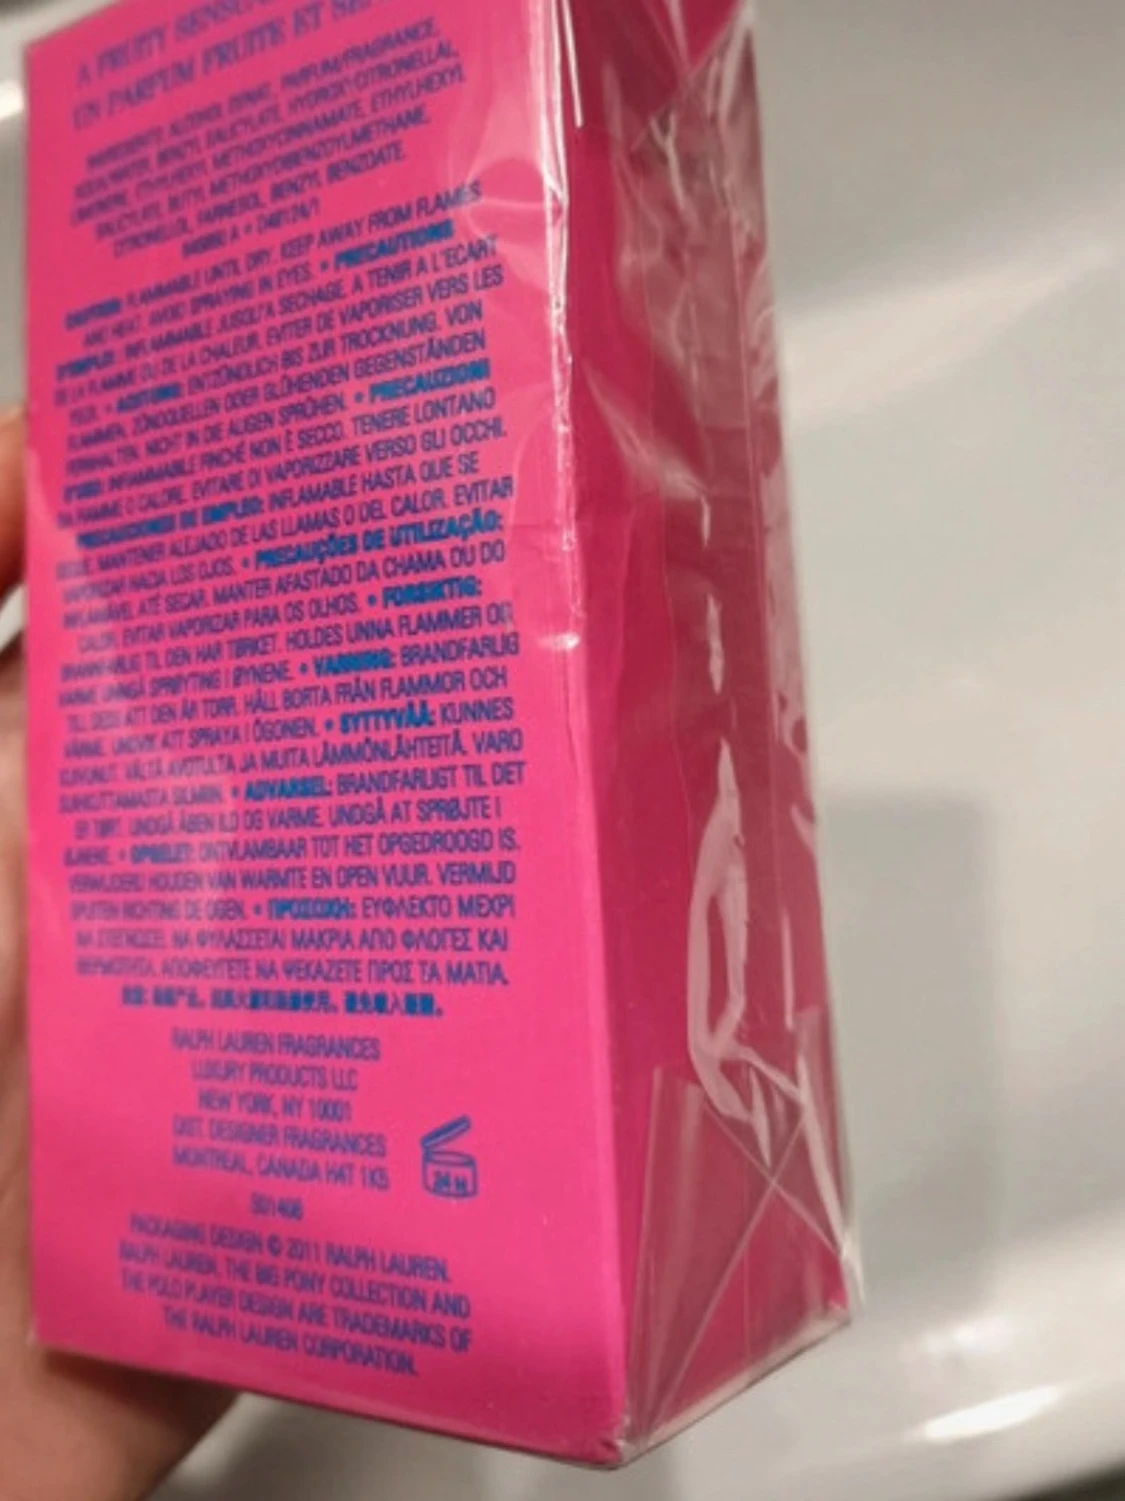 A FRUITY SENSUAL
UN PARFUM FRUITÉ ET
INGREDIENTS: ALCOHOL DENAT., PARFUM/FRAGRANCE,
AQUA/WATER, BENZYL SALICYLATE, HYDROXYCITRONELLAL,
LIMONENE, ETHYLHEXYL METHOXYCINNAMATE, ETHYLHEXYL
SALICYLATE, BUTYL METHOXYDIBENZOYLMETHANE,
CITRONELLOL, FARNESOL, BENZYL BENZOATE.
CAUTION: FLAMMABLE UNTIL DRY. KEEP AWAY FROM FLAMES
AND HEAT. AVOID SPRAYING IN EYES. • PRECAUTIONS
D'EMPLOI: INFLAMMABLE JUSQU'A SECHAGE. A TENIR A L'ECART
DE LA FLAMME OU DE LA CHALEUR. EVITER DE VAPORISER VERS LES
YEUX. • ACHTUNG: ENTZÜNDLICH BIS ZUR TROCKNUNG. VON
FLAMMEN, ZÜNDQUELLEN ODER GLÜHENDEN GEGENSTÄNDEN
FERNHALTEN. NICHT IN DIE AUGEN SPRÜHEN. • PRECAUZIONI
D'USO: INFIAMMABILE FINCHÉ NON È SECCO. TENERE LONTANO
DA FIAMME O CALORE. EVITARE DI VAPORIZZARE VERSO GLI OCCHI.
PRECAUCIONES DE EMPLEO: INFLAMABLE HASTA QUE SE
SEQUE. MANTENER ALEJADO DE LAS LLAMAS O DEL CALOR. EVITAR
VAPORIZAR HACIA LOS OJOS. • PRECAUÇÕES DE UTILIZAÇÃO:
INFLAMÁVEL ATÉ SECAR. MANTER AFASTADO DA CHAMA OU DO
CALOR. EVITAR VAPORIZAR PARA OS OLHOS. • FORSIKTIG:
BRANNFARLIG TIL DEN HAR TØRKET. HOLDES UNNA FLAMMER OG
VARME. UNNGÅ SPRØYTING I ØYNENE. • VARNING: BRANDFARLIG
TILL DESS ATT DEN ÄR TORR. HÅLL BORTA FRÅN FLAMMOR OCH
VÄRME. UNDVIK ATT SPRAYA I ÖGONEN. • SYTTYVÄÄ: KUNNES
KUIVUNUT. VÄLTÄ AVOTULTA JA MUITA LÄMMÖNLÄHTEITÄ. VARO
SUIHKUTTAMASTA SILMIIN. • ADVARSEL: BRANDFARLIGT TIL DET
ER TØRT. UNDGÅ ÅBEN ILD OG VARME. UNDGÅ AT SPRØJTE I
ØJNENE. • OPGELET: ONTVLAMBAAR TOT HET OPGEDROOGD IS.
VERWIJDERD HOUDEN VAN WARMTE EN OPEN VUUR. VERMIJD
SPUITEN RICHTING DE OGEN. • ΠΡΟΣΟΧΗ: ΕΥΦΛΕΚΤΟ ΜΕΧΡΙ
ΝΑ ΣΤΕΓΝΩΣΕΙ. ΝΑ ΦΥΛΑΣΣΕΤΑΙ ΜΑΚΡΙΑ ΑΠΟ ΦΛΟΓΕΣ ΚΑΙ
ΘΕΡΜΟΤΗΤΑ. ΑΠΟΦΕΥΓΕΤΕ ΝΑ ΨΕΚΑΖΕΤΕ ΠΡΟΣ ΤΑ ΜΑΤΙΑ.
RALPH LAUREN FRAGRANCES
LUXURY PRODUCTS LLC
NEW YORK, NY 10001
DIST. DESIGNER FRAGRANCES
MONTREAL, CANADA H4T 1K5
24 M
PACKAGING DESIGN © 2011 RALPH LAUREN.
RALPH LAUREN, THE BIG PONY COLLECTION AND
THE POLO PLAYER DESIGN ARE TRADEMARKS OF
THE RALPH LAUREN CORPORATION.